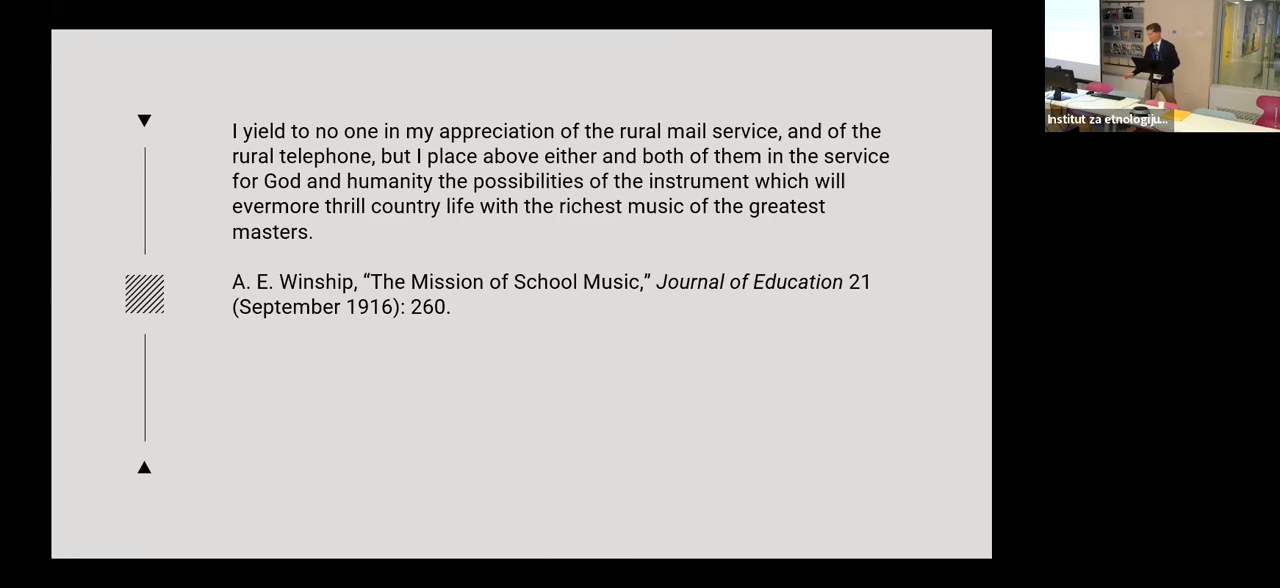 I yield to no one in my appreciation of the rural mail service, and of the
rural telephone, but I place above either and both of them in the service
for God and humanity the possibilities of the instrument which will
evermore thrill country life with the richest music of the greatest
masters.
A. E. Winship, “The Mission of School Music,” Journal of Education 21
(September 1916): 260.
Institut za etnologiju...